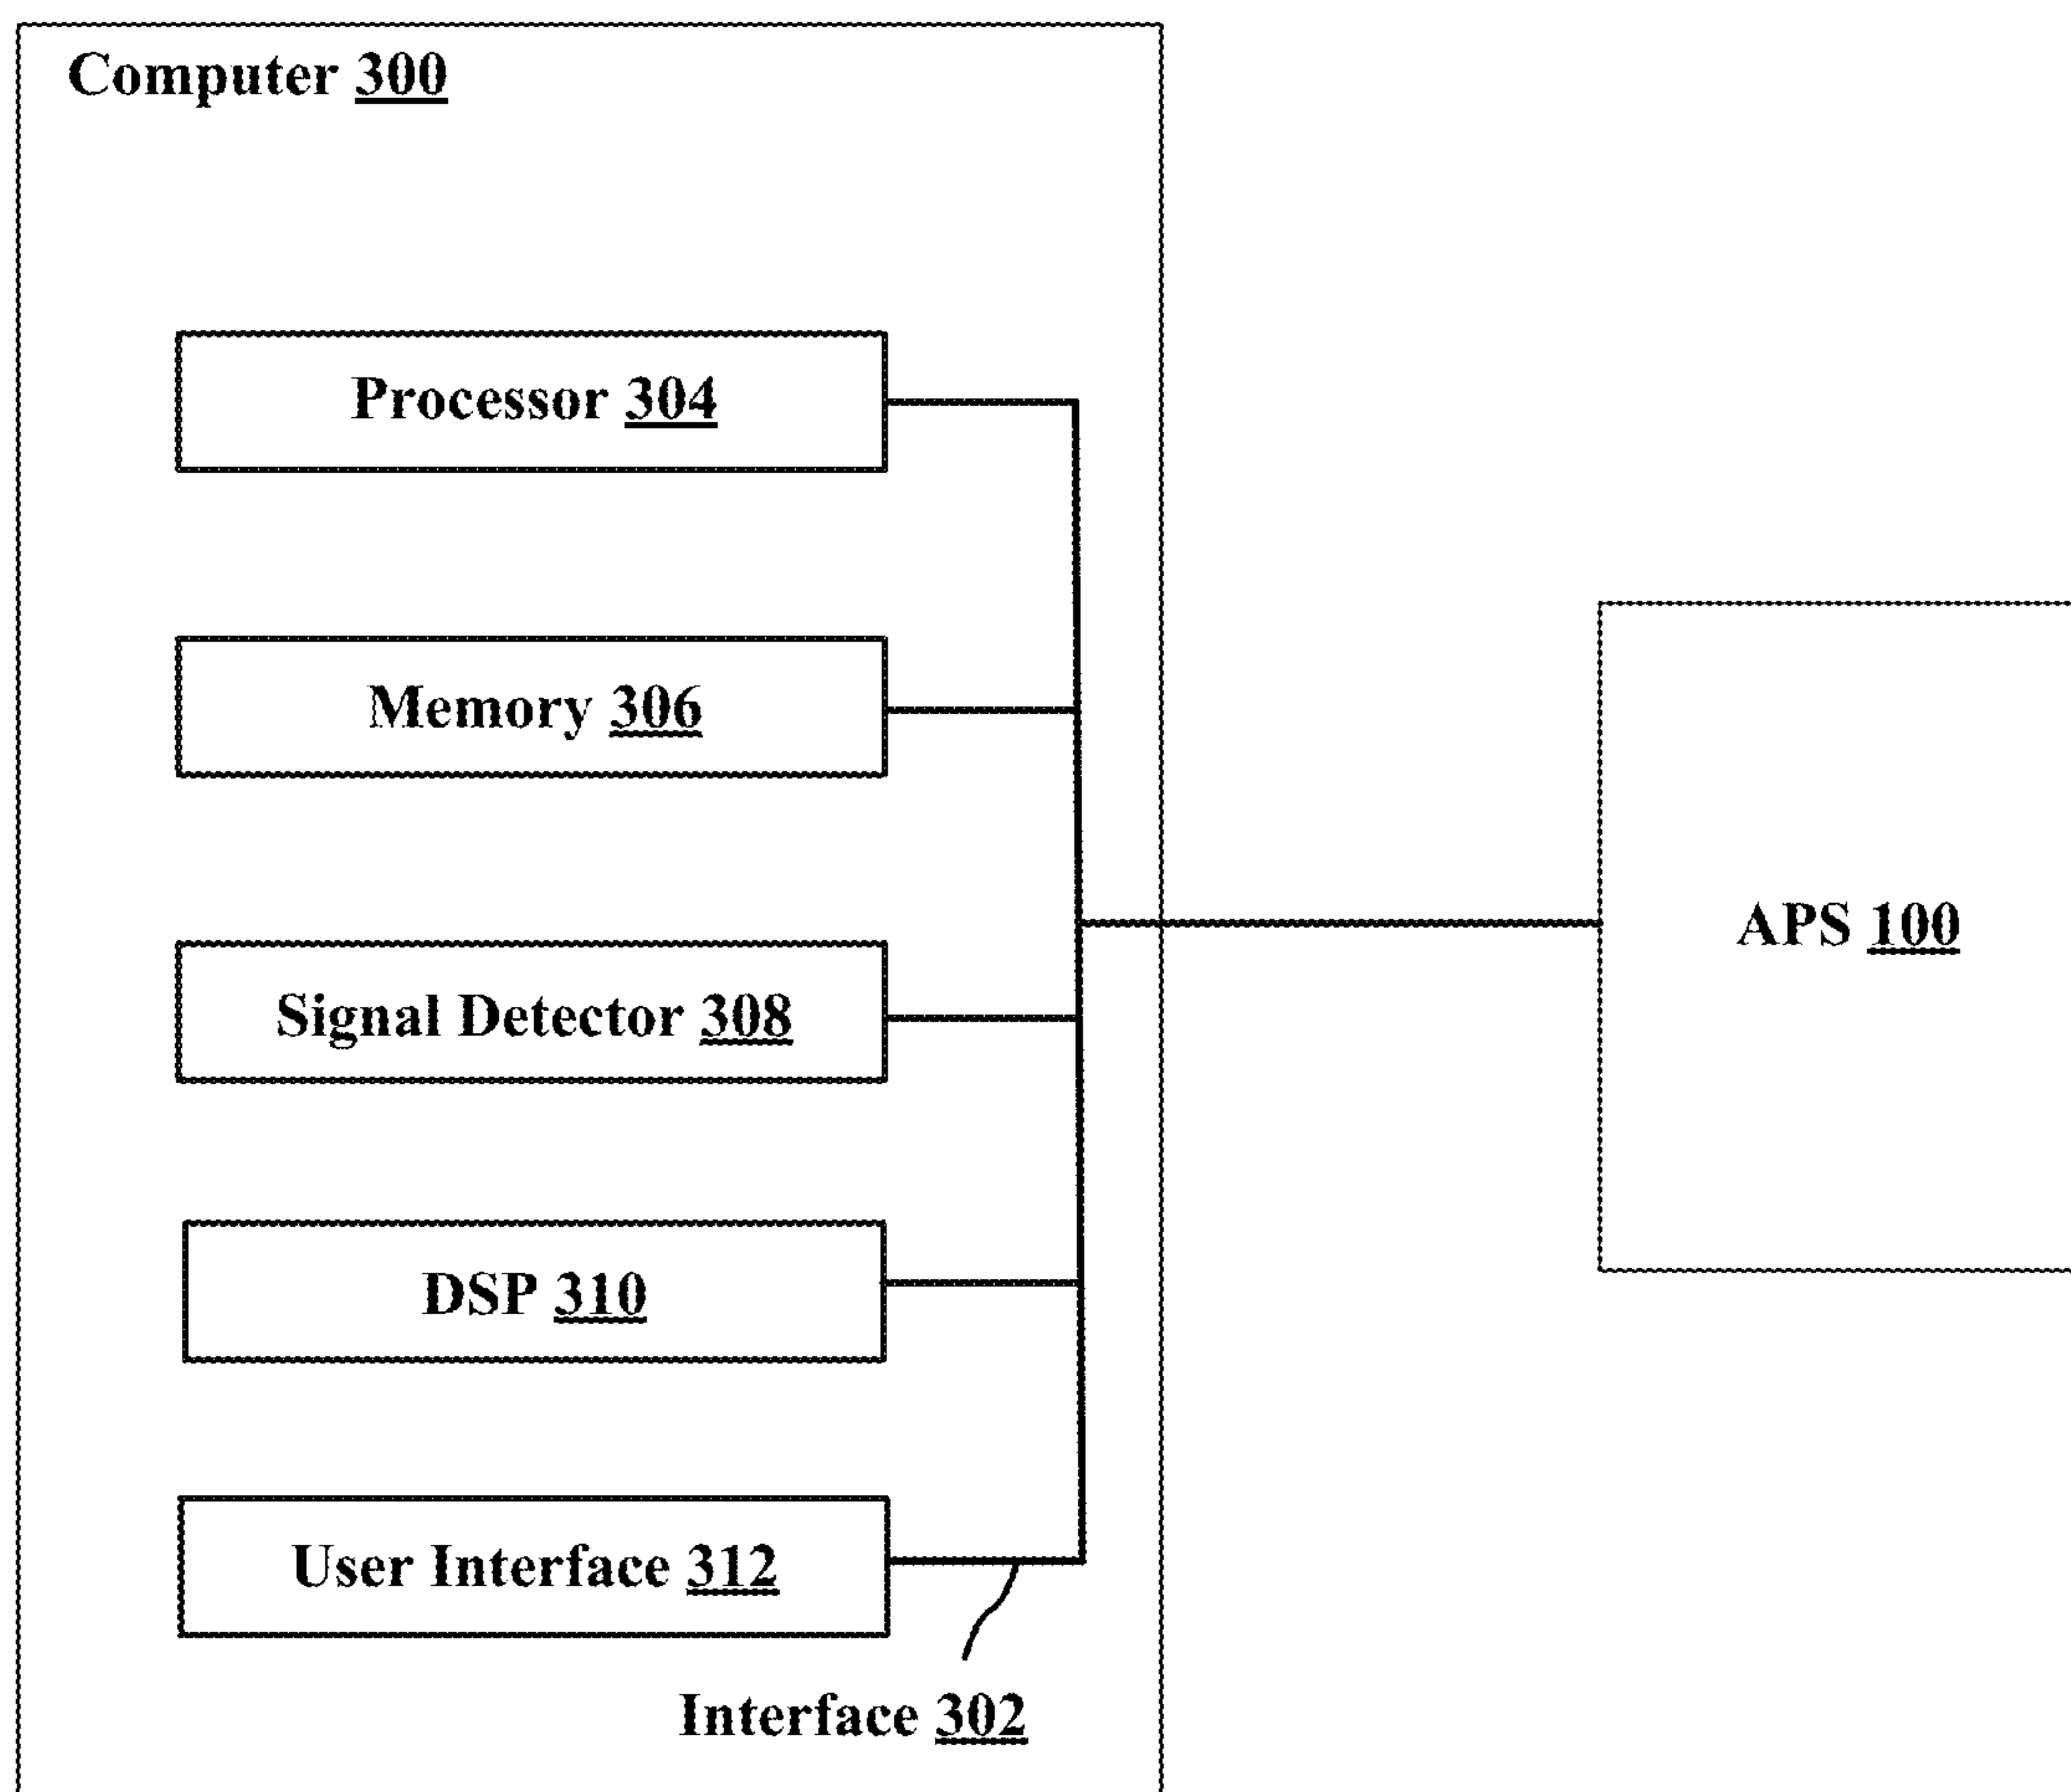 Computer 300
Processor 304
Memory 306
APS 100
Signal Detector 308
DSP 310
User Interface 312
Interface 302